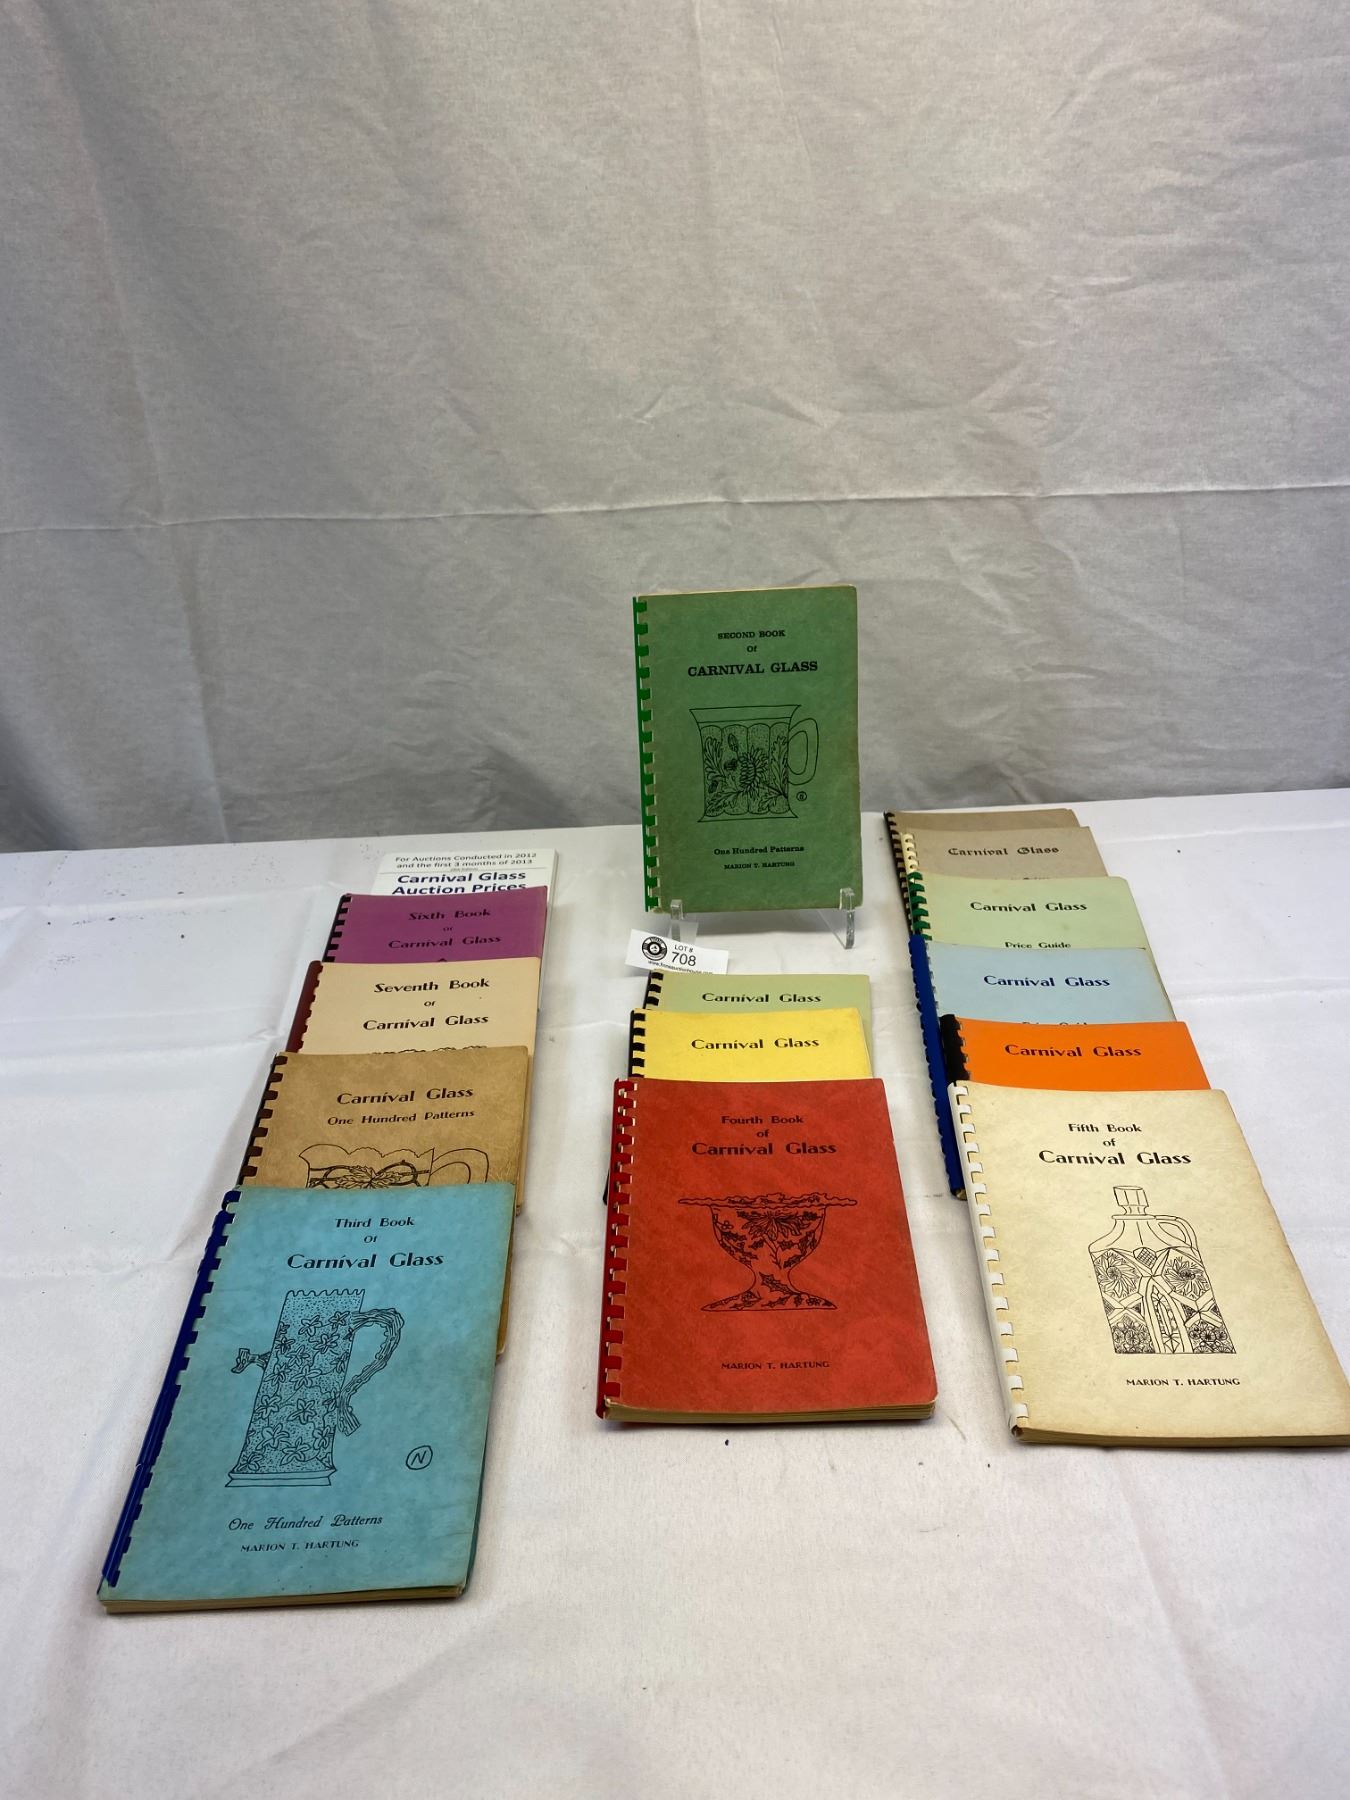 SECOND BOOK
Of
CARNIVAL GLASS
One Hundred Patterns
MARION T. HARTUNG
LOT #
708
For Auctions Conducted in 2012
and the first 3 months of 2013
Carnival Glass
Auction Prices
Sixth Book
of
Carnival Glass
Seventh Book
or
Carnival Glass
Carnival Glass
One Hundred Patterns
Third Book
Of
Carnival Glass
N
One Hundred Patterns
MARION T. HARTUNG
Carnival Glass
Carnival Glass
Fourth Book
of
Carnival Glass
MARION T. HARTUNG
Carnival Glass
Carnival Glass
Price Guide
Carnival Glass
Carnival Glass
Fifth Book
of
Carnival Glass
MARION T. HARTUNG